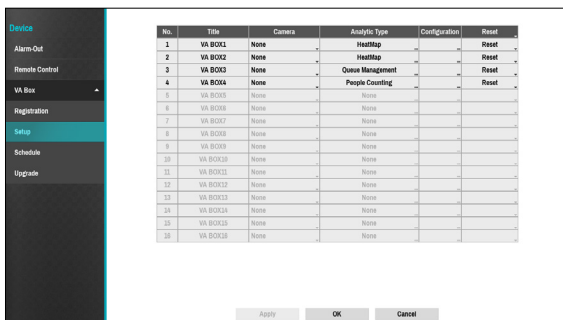 Device
Alarm-Out
Remote Control
VA Box
Registration
Setup
Schedule
Upgrade
No. Title Camera Analytic Type Configuration Reset
1 VA BOX1 None HeatMap ... Reset
2 VA BOX2 None HeatMap ... Reset
3 VA BOX3 None Queue Management ... Reset
4 VA BOX4 None People Counting ... Reset
5 VA BOX5 None None
6 VA BOX6 None None
7 VA BOX7 None None
8 VA BOX8 None None
9 VA BOX9 None None
10 VA BOX10 None None
11 VA BOX11 None None
12 VA BOX12 None None
13 VA BOX13 None None
14 VA BOX14 None None
15 VA BOX15 None None
16 VA BOX16 None None
Apply OK Cancel